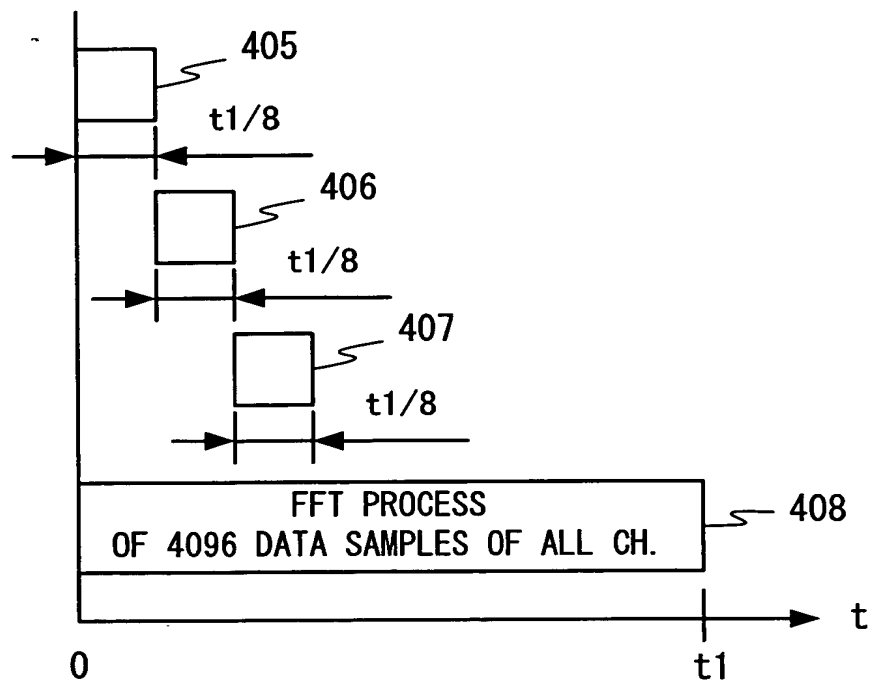 405
t1/8
406
t1/8
407
t1/8
FFT PROCESS
OF 4096 DATA SAMPLES OF ALL CH.
408
t
0
t1